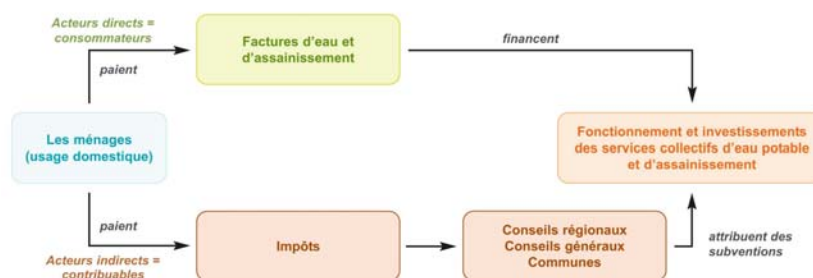 Acteurs directs =
consommateurs
paient
Factures d'eau et
d'assainissement
financent
Les ménages
(usage domestique)
Fonctionnement et investissements
des services collectifs d'eau potable
et d'assainissement
paient
Acteurs indirects =
contribuables
Impôts
Conseils régionaux
Conseils généraux
Communes
attribuent des
subventions